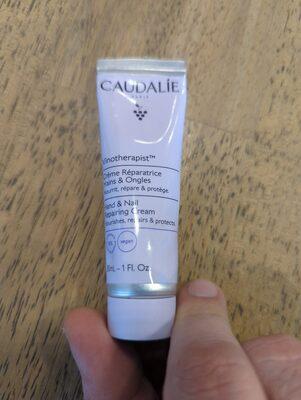 CAUDALÍE
PARIS
Vinotherapist™
Crème Réparatrice
Mains & Ongles
Nourrit, répare & protège.
Hand & Nail
Repairing Cream
Nourishes, repairs & protects.
vegan
30mL - 1 Fl. Oz.